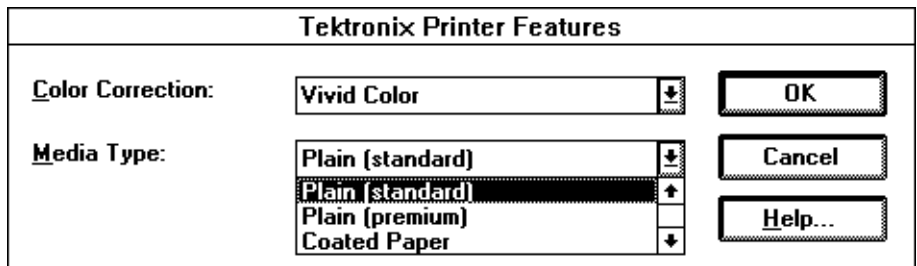 Tektronix Printer Features
Color Correction:
Vivid Color
OK
Media Type:
Plain (standard)
Cancel
Plain (standard)
Plain (premium)
Coated Paper
Help...